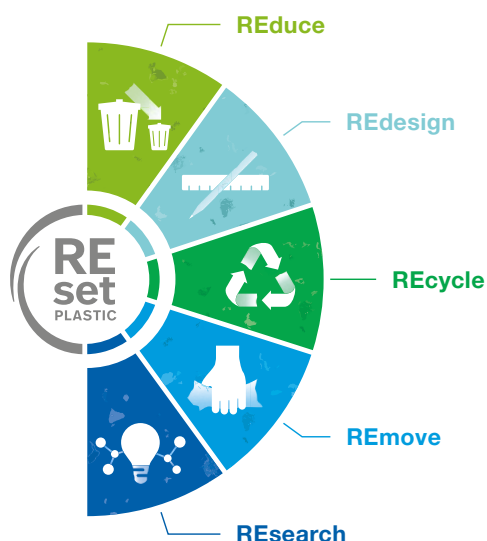 REduce
REdesign
RE
set
PLASTIC
REcycle
REmove
REsearch